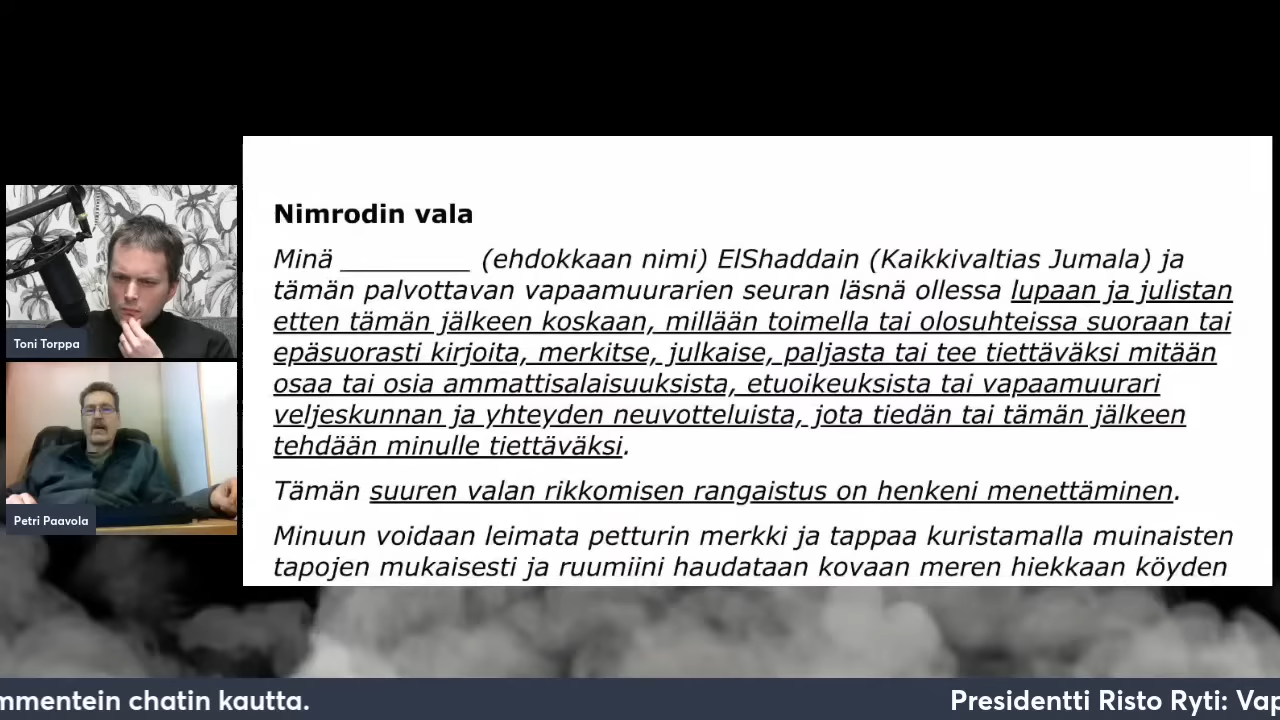 Toni Torppa
Petri Paavola
Nimrodin vala
Minä _________ (ehdokkaan nimi) ElShaddain (Kaikkivaltias Jumala) ja
tämän palvottavan vapaamuurarien seuran läsnä ollessa lupaan ja julistan
etten tämän jälkeen koskaan, millään toimella tai olosuhteissa suoraan tai
epäsuorasti kirjoita, merkitse, julkaise, paljasta tai tee tiettäväksi mitään
osaa tai osia ammattisalaisuuksista, etuoikeuksista tai vapaamuurari
veljeskunnan ja yhteyden neuvotteluista, jota tiedän tai tämän jälkeen
tehdään minulle tiettäväksi.
Tämän suuren valan rikkomisen rangaistus on henkeni menettäminen.
Minuun voidaan leimata petturin merkki ja tappaa kuristamalla muinaisten
tapojen mukaisesti ja ruumiini haudataan kovaan meren hiekkaan köyden
mmentein chatin kautta.
Presidentti Risto Ryti: Vap